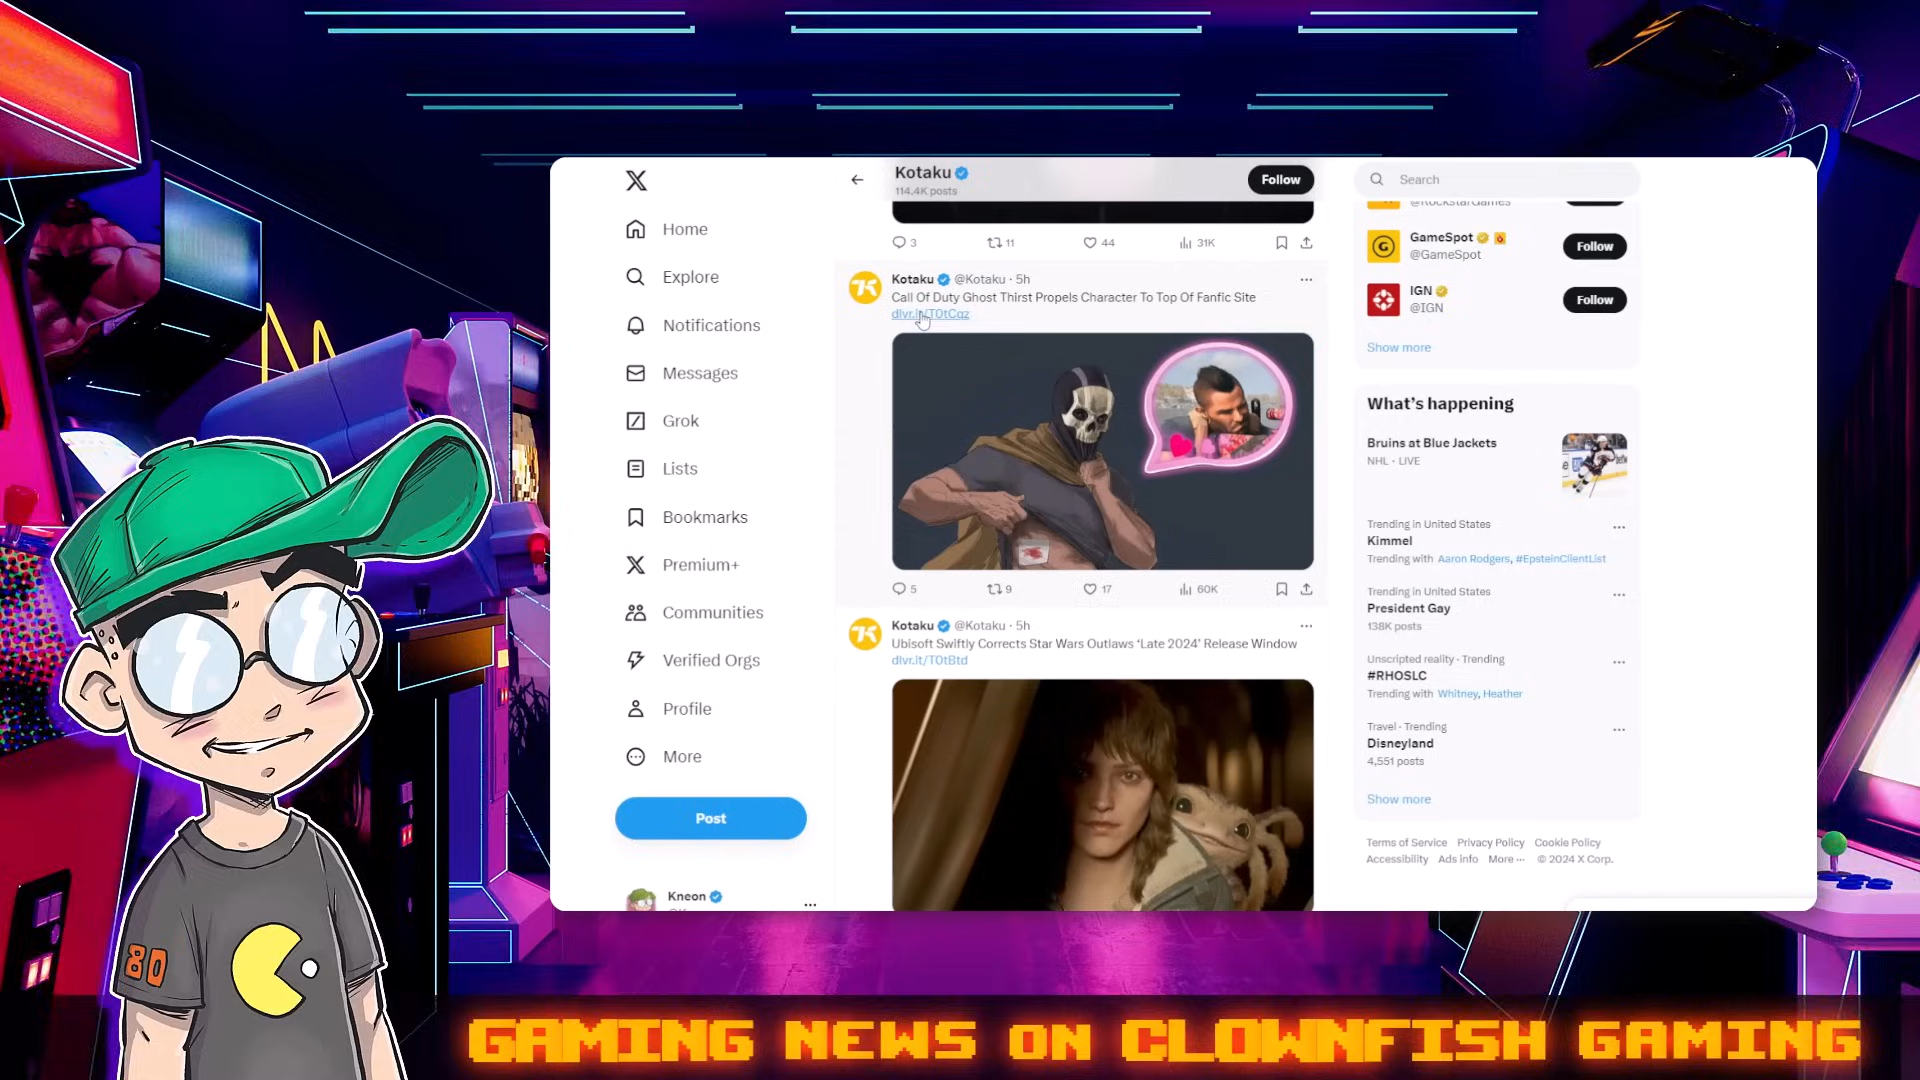 Home
Explore
Notifications
Messages
Grok
Lists
Bookmarks
Premium+
Communities
Verified Orgs
Profile
More
Post
Kneon
Kotaku
114.4K posts
Follow
3 11 44 31K
Kotaku @Kotaku · 5h
Call Of Duty Ghost Thirst Propels Character To Top Of Fanfic Site
dlvr.it/T0tCqz
5 9 17 60K
Kotaku @Kotaku · 5h
Ubisoft Swiftly Corrects Star Wars Outlaws ‘Late 2024’ Release Window
dlvr.it/T0tBtd
Search
@RockstarGames
GameSpot
@GameSpot
Follow
IGN
@IGN
Follow
Show more
What’s happening
Bruins at Blue Jackets
NHL · LIVE
Trending in United States
Kimmel
Trending with Aaron Rodgers, #EpsteinClientList
Trending in United States
President Gay
138K posts
Unscripted reality · Trending
#RHOSLC
Trending with Whitney, Heather
Travel · Trending
Disneyland
4,551 posts
Show more
Terms of Service Privacy Policy Cookie Policy
Accessibility Ads info More ··· © 2024 X Corp.
80
GAMING NEWS ON CLOWNFISH GAMING